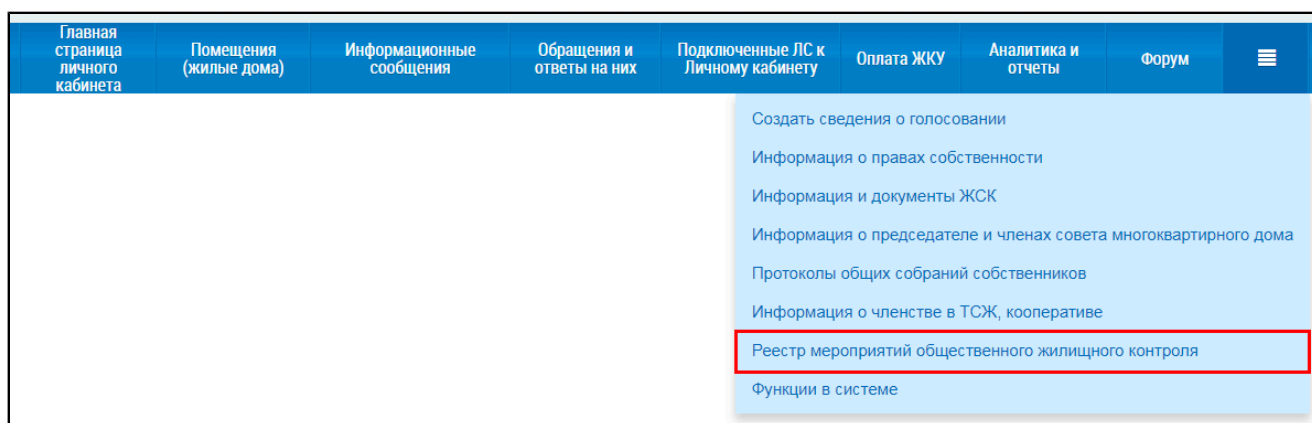 Главная
страница
личного
кабинета
Помещения
(жилые дома)
Информационные
сообщения
Обращения и
ответы на них
Подключенные ЛС к
Личному кабинету
Оплата ЖКУ
Аналитика и
отчеты
Форум
Создать сведения о голосовании
Информация о правах собственности
Информация и документы ЖСК
Информация о председателе и членах совета многоквартирного дома
Протоколы общих собраний собственников
Информация о членстве в ТСЖ, кооперативе
Реестр мероприятий общественного жилищного контроля
Функции в системе